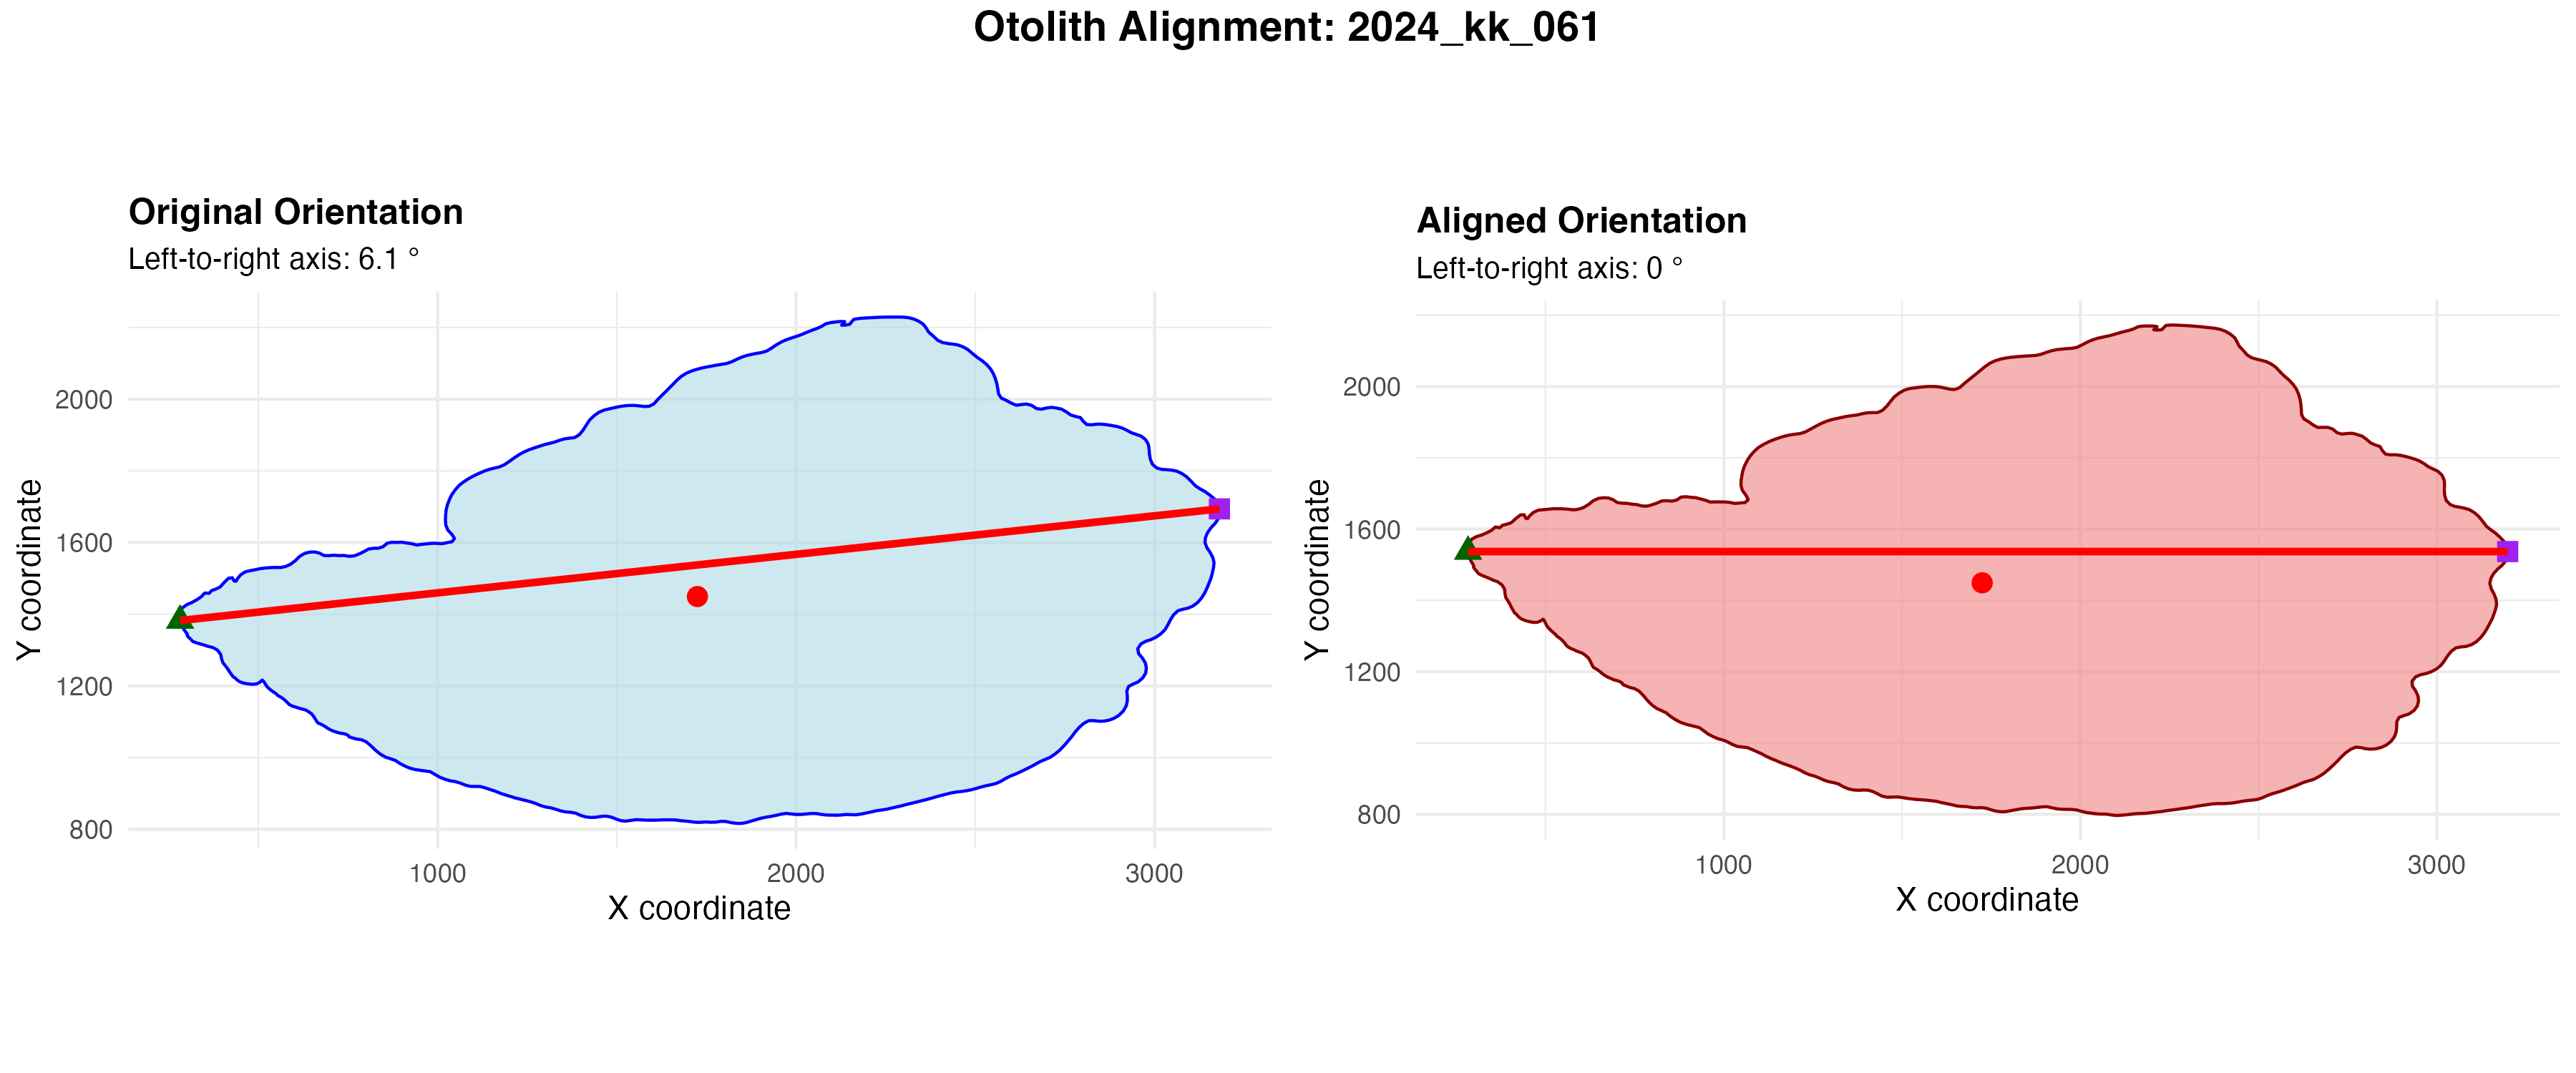 Otolith Alignment: 2024_kk_061
Original Orientation
Left-to-right axis: 6.1 °
2000
1600
1200
800
Y coordinate
1000
2000
3000
X coordinate
Aligned Orientation
Left-to-right axis: 0 °
2000
1600
1200
800
Y coordinate
1000
2000
3000
X coordinate